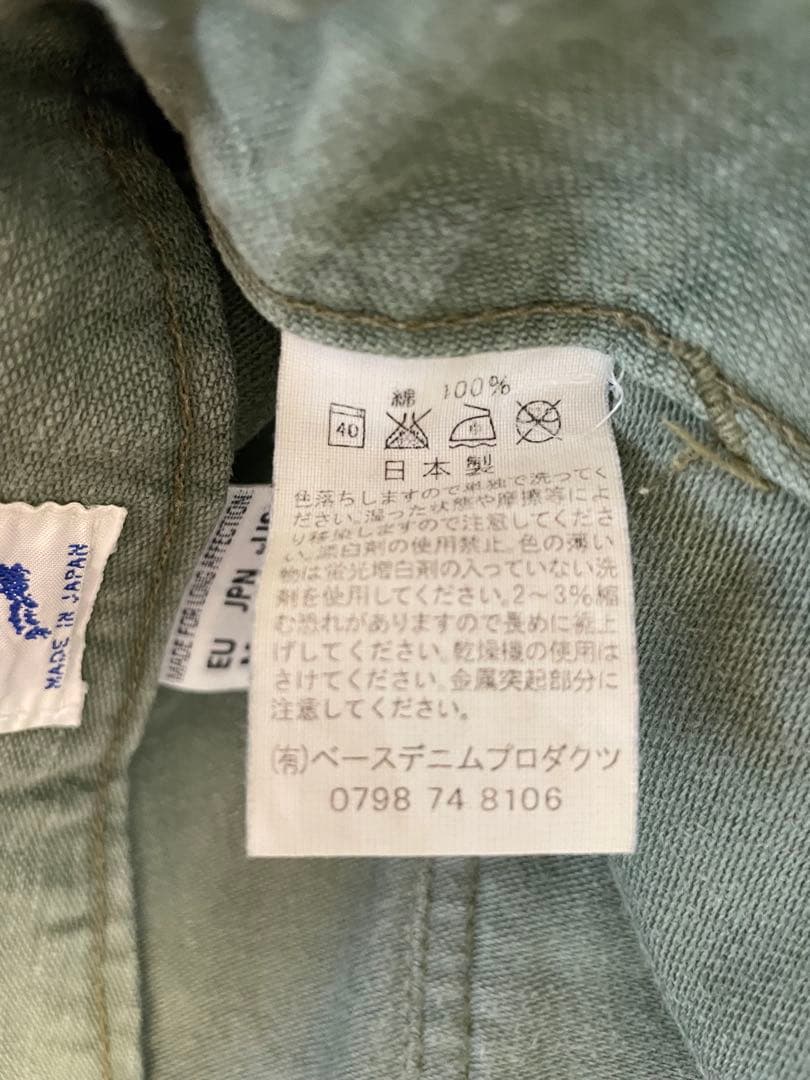 綿 100%
40
中
日本製
色落ちしますので単独で洗ってく
ださい。湿った状態や摩擦等によ
り移染しますので注意してくださ
い。漂白剤の使用禁止。色の薄い
物は蛍光増白剤の入っていない洗
剤を使用してください。2～3%縮
む恐れがありますので長めに裾上
げしてください。乾燥機の使用は
さけてください。金属突起部分に
注意してください。
(有)ベースデニムプロダクツ
0798 74 8106
MADE IN JAPAN
MADE FOR LONG AFFECTION
EU JPN